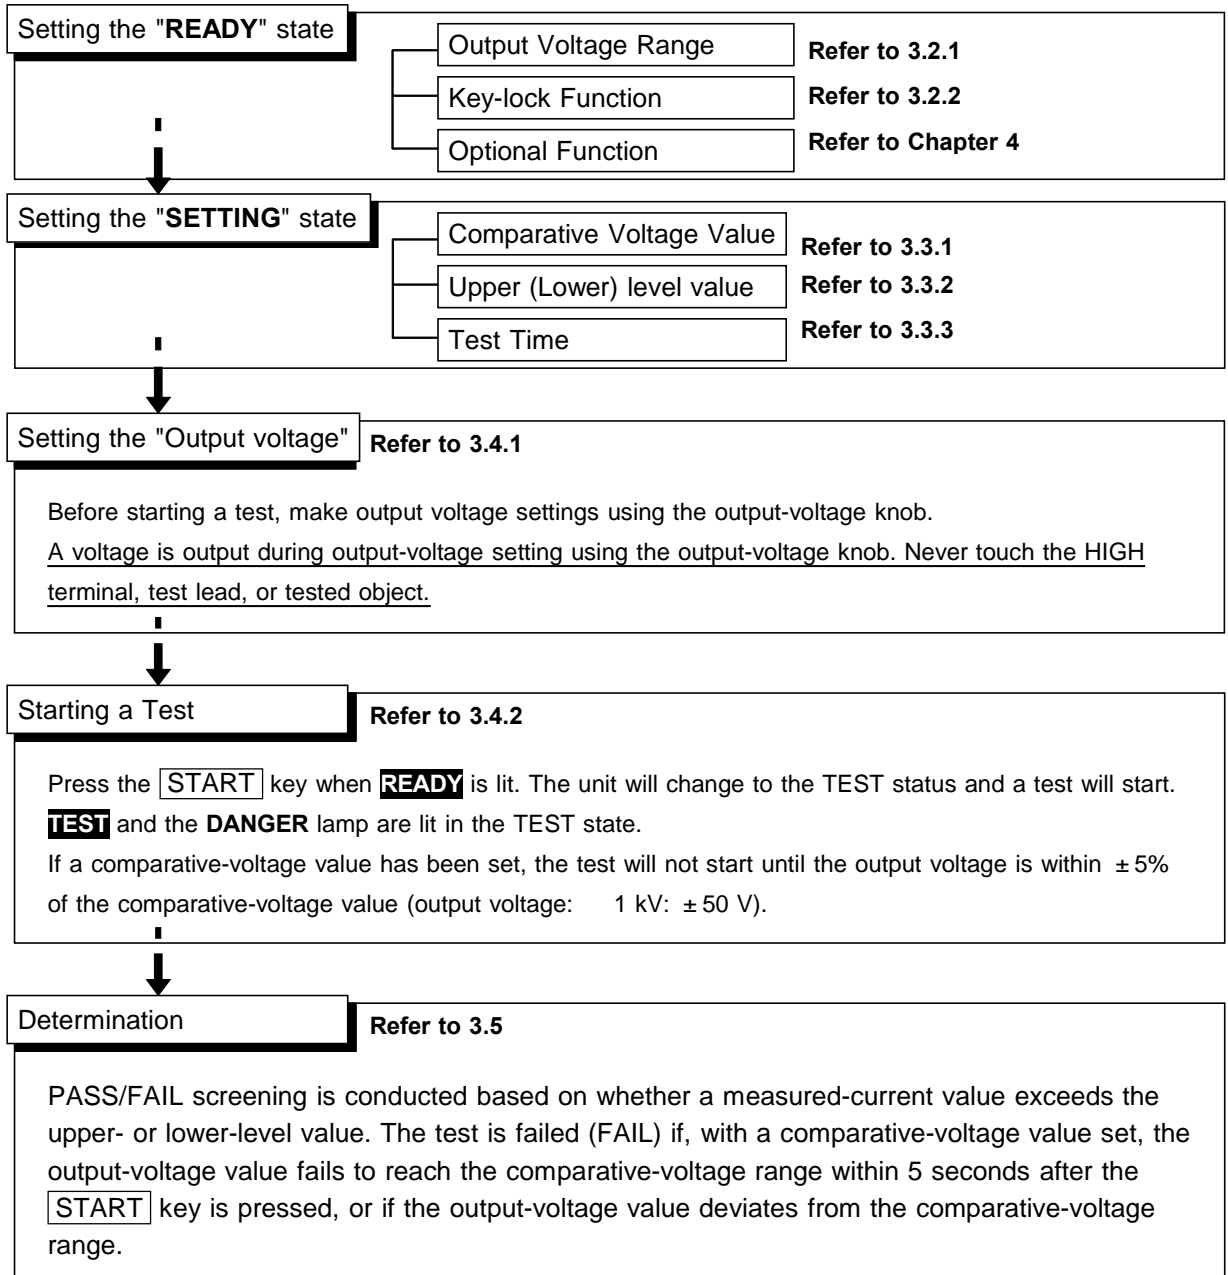 Setting the "READY" state
Output Voltage Range
Refer to 3.2.1
Key-lock Function
Refer to 3.2.2
Optional Function
Refer to Chapter 4
Setting the "SETTING" state
Comparative Voltage Value
Refer to 3.3.1
Upper (Lower) level value
Refer to 3.3.2
Test Time
Refer to 3.3.3
Setting the "Output voltage"
Refer to 3.4.1
Before starting a test, make output voltage settings using the output-voltage knob.
A voltage is output during output-voltage setting using the output-voltage knob. Never touch the HIGH
terminal, test lead, or tested object.
Starting a Test
Refer to 3.4.2
Press the START key when READY is lit. The unit will change to the TEST status and a test will start.
TEST and the DANGER lamp are lit in the TEST state.
If a comparative-voltage value has been set, the test will not start until the output voltage is within ±5%
of the comparative-voltage value (output voltage: 1 kV: ±50 V).
Determination
Refer to 3.5
PASS/FAIL screening is conducted based on whether a measured-current value exceeds the
upper- or lower-level value. The test is failed (FAIL) if, with a comparative-voltage value set, the
output-voltage value fails to reach the comparative-voltage range within 5 seconds after the
START key is pressed, or if the output-voltage value deviates from the comparative-voltage
range.